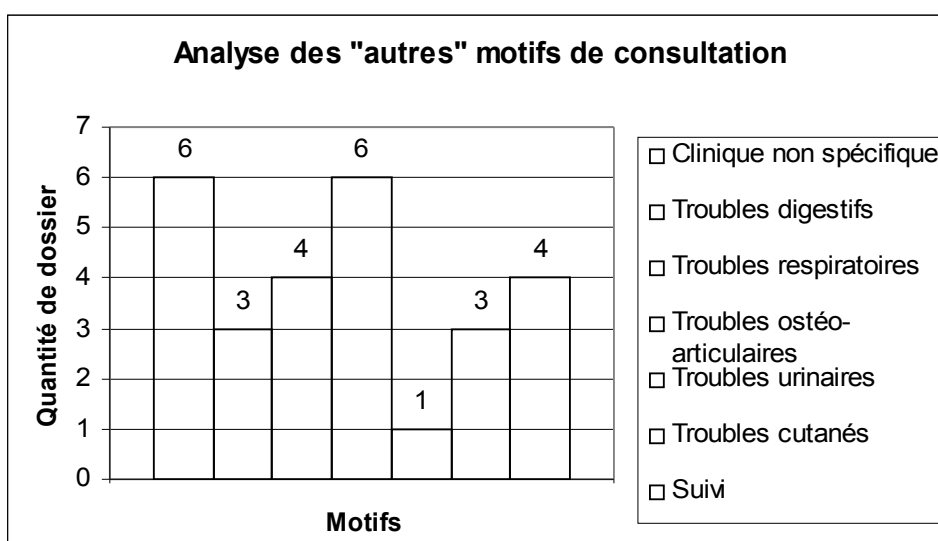 Analyse des "autres" motifs de consultation
7
6
5
4
3
2
1
0
6
3
4
6
1
3
4
Quantité de dossier
Motifs
Clinique non spécifique
Troubles digestifs
Troubles respiratoires
Troubles ostéo-
articulaires
Troubles urinaires
Troubles cutanés
Suivi